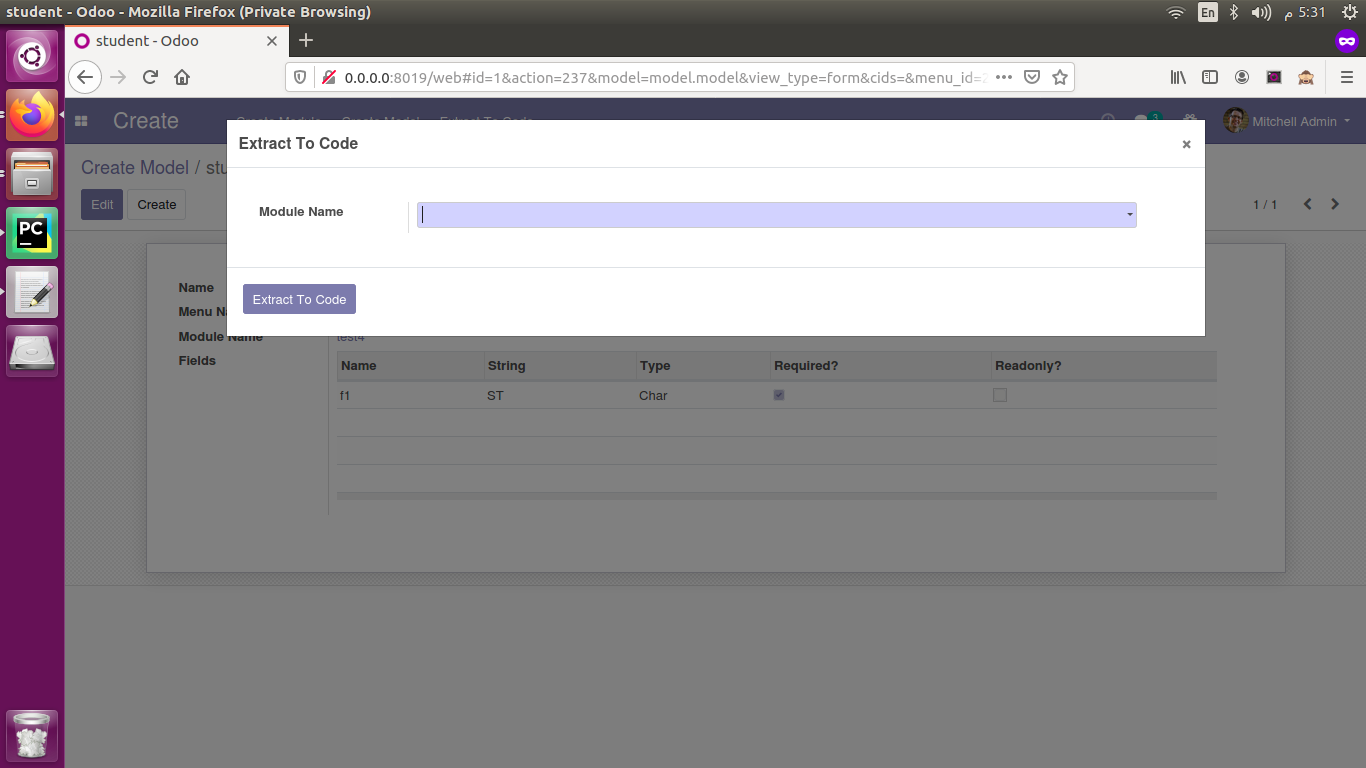 student - Odoo - Mozilla Firefox (Private Browsing)
En
5:31 م
student - Odoo
0.0.0.0:8019/web#id=1&action=237&model=model.model&view_type=form&cids=&menu_id=
Create
Create Module Create Model Extract To Code
3
Mitchell Admin
Extract To Code
×
Create Model / stu
Edit Create
1 / 1
Module Name
Extract To Code
Name
Menu Na
Module Name
test4
Fields
Name String Type Required? Readonly?
f1 ST Char
PC